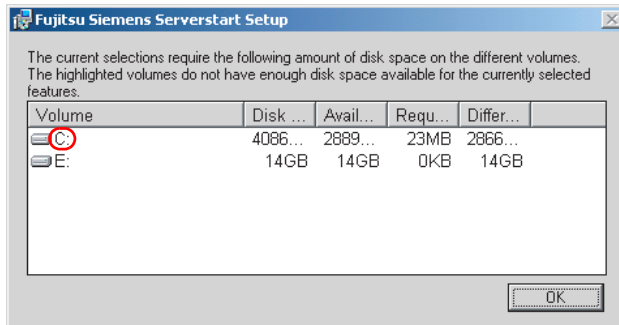 Fujitsu Siemens Serverstart Setup
The current selections require the following amount of disk space on the different volumes.
The highlighted volumes do not have enough disk space available for the currently selected
features.
Volume Disk ... Avail... Requ... Differ...
C: 4086... 2889... 23MB 2866...
E: 14GB 14GB 0KB 14GB
OK